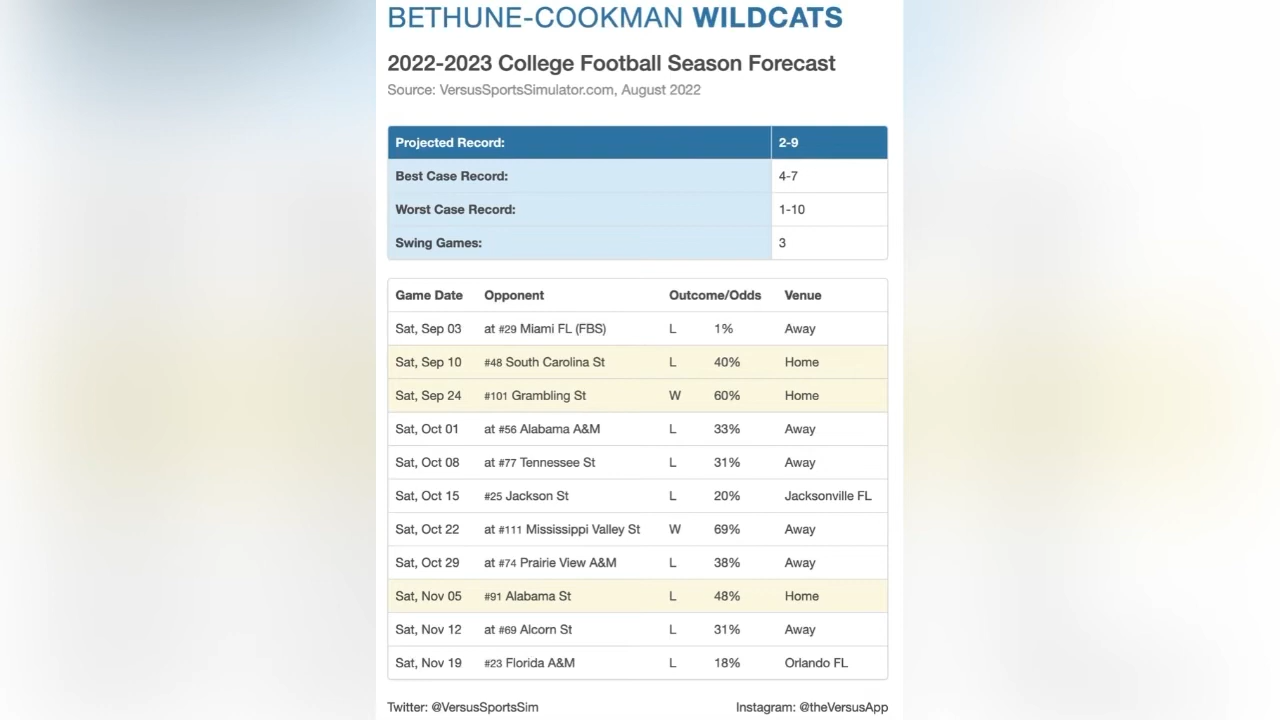 BETHUNE-COOKMAN WILDCATS
2022-2023 College Football Season Forecast
Source: VersusSportsSimulator.com, August 2022
Projected Record: 2-9
Best Case Record: 4-7
Worst Case Record: 1-10
Swing Games: 3
Game Date Opponent Outcome/Odds Venue
Sat, Sep 03 at #29 Miami FL (FBS) L 1% Away
Sat, Sep 10 #48 South Carolina St L 40% Home
Sat, Sep 24 #101 Grambling St W 60% Home
Sat, Oct 01 at #56 Alabama A&M L 33% Away
Sat, Oct 08 at #77 Tennessee St L 31% Away
Sat, Oct 15 #25 Jackson St L 20% Jacksonville FL
Sat, Oct 22 at #111 Mississippi Valley St W 69% Away
Sat, Oct 29 at #74 Prairie View A&M L 38% Away
Sat, Nov 05 #91 Alabama St L 48% Home
Sat, Nov 12 at #69 Alcorn St L 31% Away
Sat, Nov 19 #23 Florida A&M L 18% Orlando FL
Twitter: @VersusSportsSim Instagram: @theVersusApp